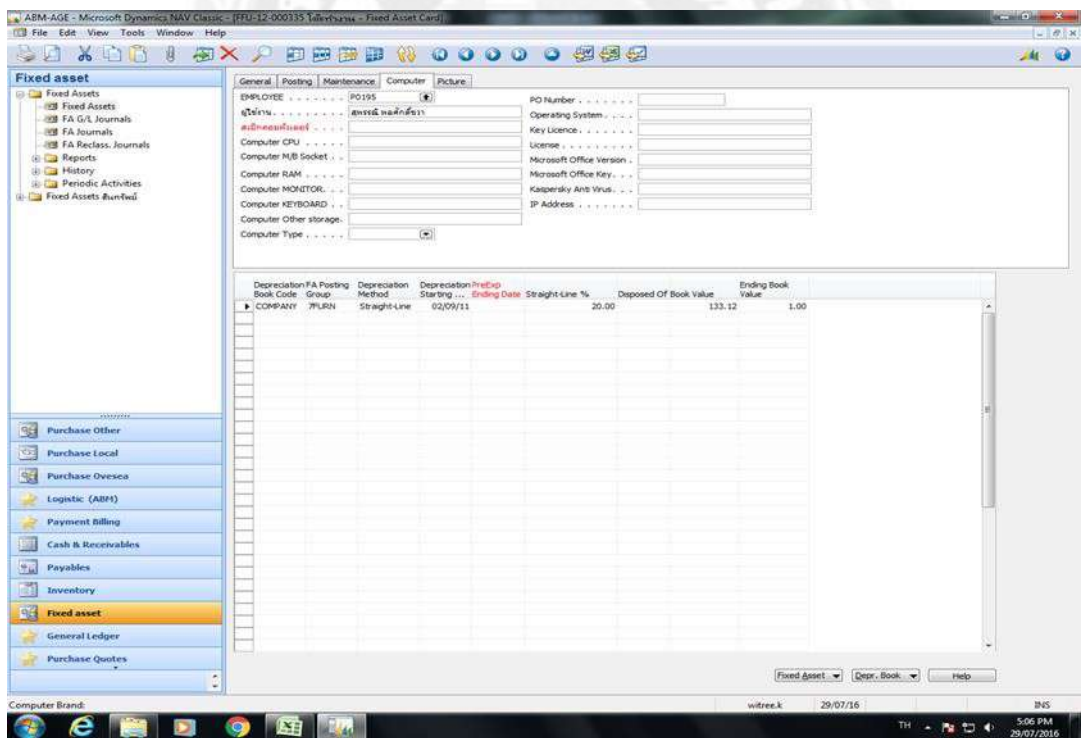 ABM-AGE - Microsoft Dynamics NAV Classic - [FFU-12-000335 โต๊ะทำงาน - Fixed Asset Card]
File Edit View Tools Window Help
Fixed asset
Fixed Assets
Fixed Assets
FA G/L Journals
FA Journals
FA Reclass. Journals
Reports
History
Periodic Activities
Fixed Assets สินทรัพย์
Purchase Other
Purchase Local
Purchase Ovesea
Logistic (ABM)
Payment Billing
Cash & Receivables
Payables
Inventory
Fixed asset
General Ledger
Purchase Quotes
General Posting Maintenance Computer Picture
EMPLOYEE . . . . . . . P0195
ผู้ใช้งาน . . . . . . . . . สุพรรณี
Computer CPU . . . . .
Computer M/B Socket . .
Computer RAM . . . . .
Computer MONITOR. . .
Computer KEYBOARD . .
Computer Other storage.
Computer Type . . . . .
PO Number . . . . . . .
Operating System . . . .
Key Licence . . . . . . .
License . . . . . . . . .
Microsoft Office Version .
Microsoft Office Key. . .
Kaspersky Anti Virus. . .
IP Address . . . . . . .
Depreciation Book Code FA Posting Group Depreciation Method Depreciation Starting ... PreExp Ending Date Straight-Line % Disposed Of Book Value Ending Book Value
COMPANY 7FURN Straight-Line 02/09/11 20.00 133.12 1.00
Fixed Asset Depr. Book Help
Computer Brand: witree.k 29/07/16 INS
TH 5:06 PM
29/07/2016